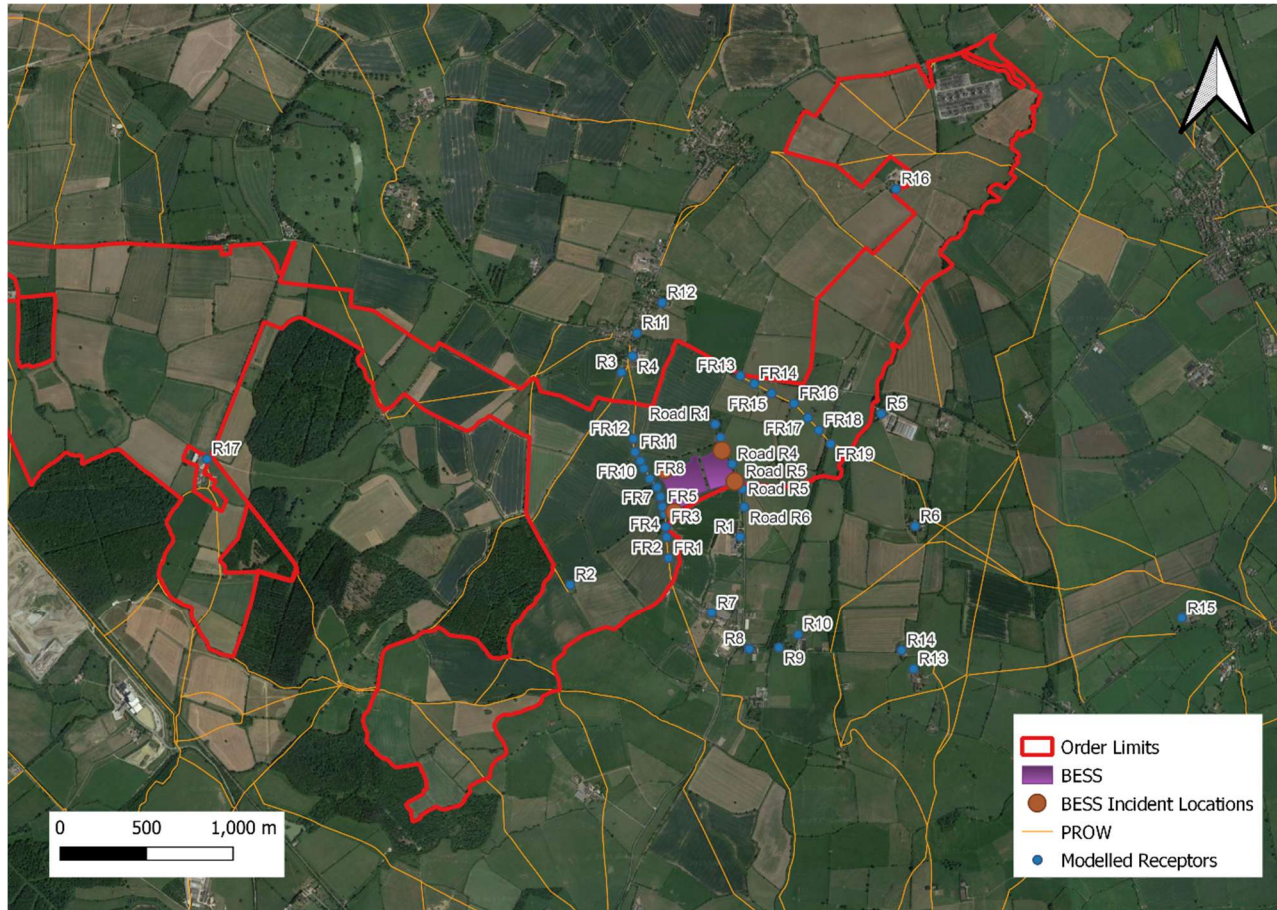 R16
R12
R11
R3
R4
FR13
FR14
FR16
FR15
R5
Road R1
FR17
FR18
FR12
FR11
Road R4
FR19
R17
FR10
FR8
Road R5
FR7
FR5
Road R5
FR3
Road R6
FR4
R1
R6
FR2
FR1
R2
R7
R15
R10
R8
R9
R14
R13
Order Limits
BESS
BESS Incident Locations
PROW
Modelled Receptors
0 500 1,000 m